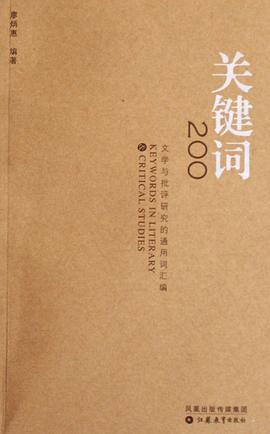 廖炳惠 编著
关键词
200
文学与批评研究的通用词汇编
KEYWORDS IN LITERARY
& CRITICAL STUDIES
凤凰出版传媒集团
江苏教育出版社